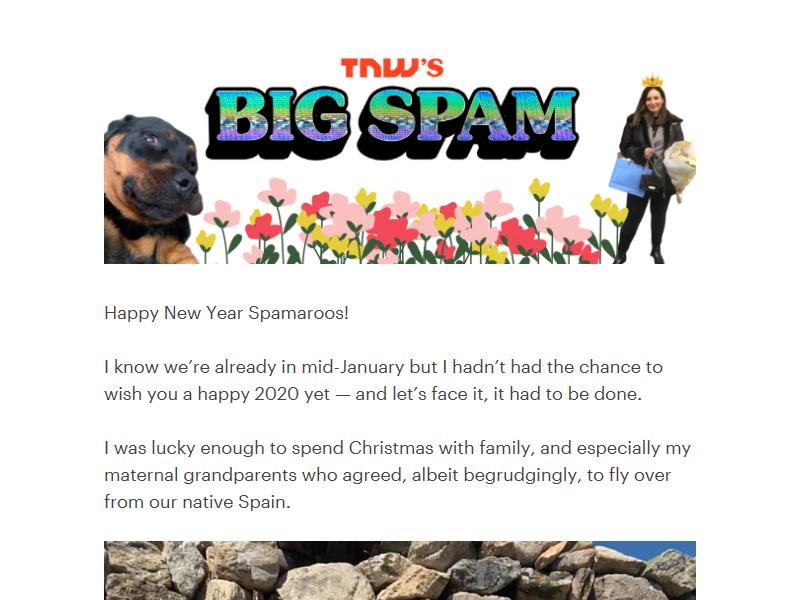 TNW'S
BIG SPAM
Happy New Year Spamaroos!
I know we’re already in mid-January but I hadn’t had the chance to
wish you a happy 2020 yet — and let’s face it, it had to be done.
I was lucky enough to spend Christmas with family, and especially my
maternal grandparents who agreed, albeit begrudgingly, to fly over
from our native Spain.